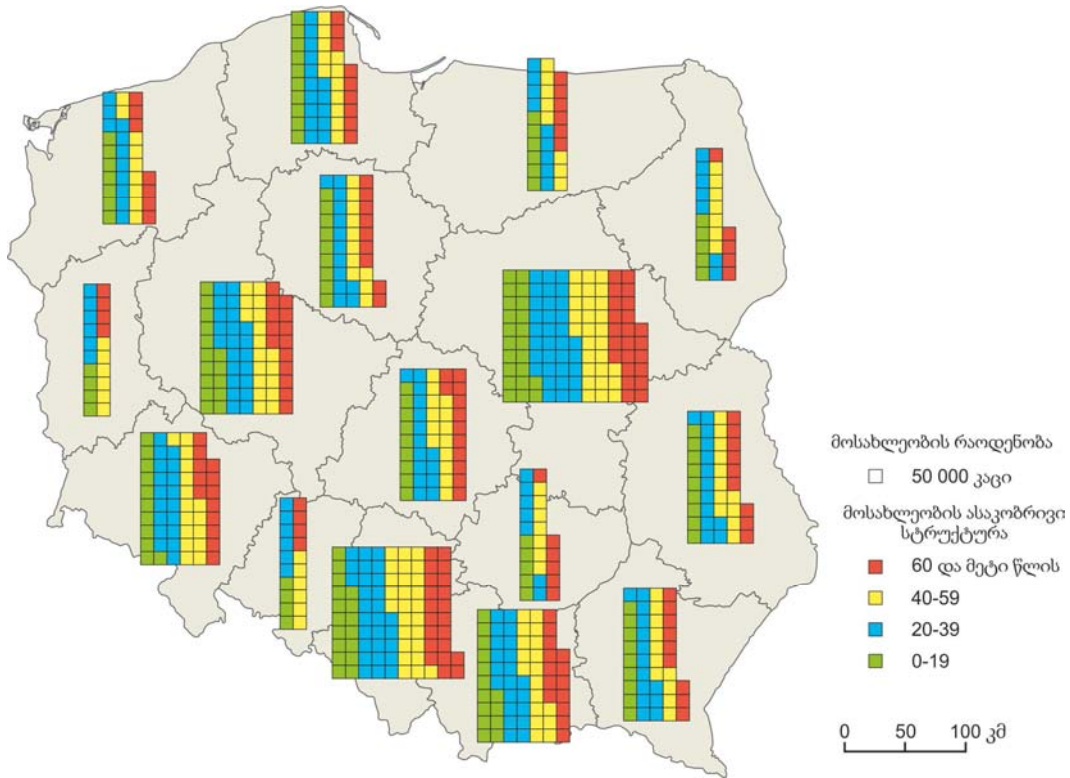 მოსახლეობის რაოდენობა
50 000 კაცი
მოსახლეობის ასაკობრივი
სტრუქტურა
60 და მეტი წლის
40-59
20-39
0-19
0 50 100 კმ